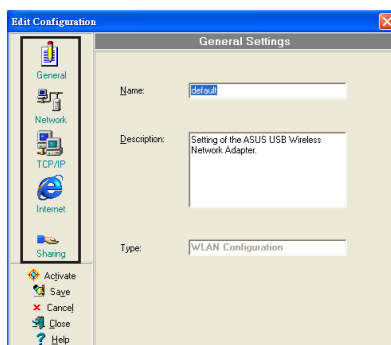 Edit Configuration
General Settings
General
Network
TCP/IP
Internet
Sharing
Activate
Save
Cancel
Close
Help
Name:
default
Description:
Setting of the ASUS USB Wireless
Network Adapter.
Type:
WLAN Configuration